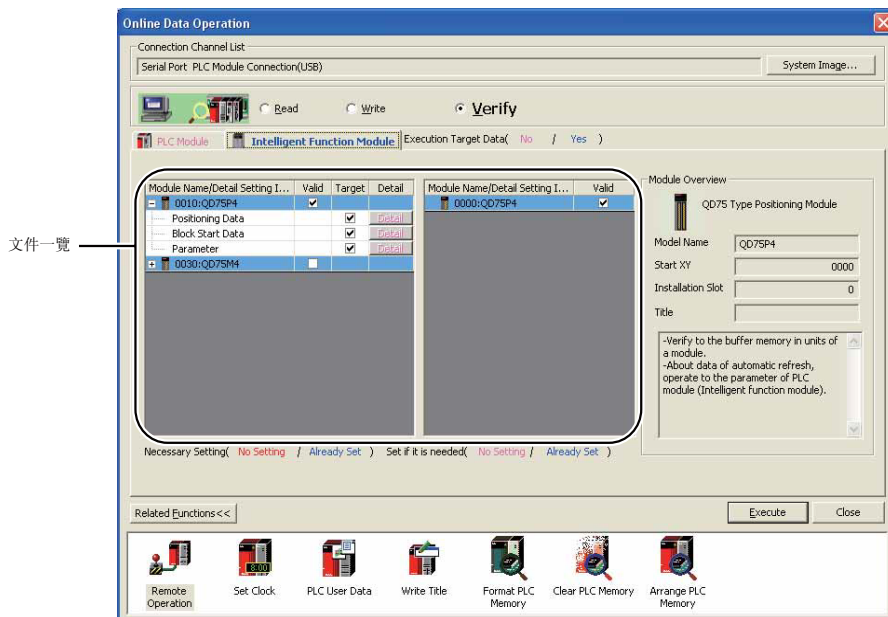 Online Data Operation
Connection Channel List
Serial Port PLC Module Connection(USB)
System Image...
Read
Write
Verify
PLC Module
Intelligent Function Module
Execution Target Data( No / Yes )
Module Name/Detail Setting I... Valid Target Detail
0010:QD75P4
Positioning Data Detail
Block Start Data Detail
Parameter Detail
0030:QD75M4
Module Name/Detail Setting I... Valid
0000:QD75P4
文件一覽
Module Overview
QD75 Type Positioning Module
Model Name QD75P4
Start XY 0000
Installation Slot 0
Title
-Verify to the buffer memory in units of
a module.
-About data of automatic refresh,
operate to the parameter of PLC
module (Intelligent function module).
Necessary Setting( No Setting / Already Set ) Set if it is needed( No Setting / Already Set )
Related Functions<<
Execute
Close
Remote
Operation
Set Clock
PLC User Data
Write Title
Format PLC
Memory
Clear PLC Memory
Arrange PLC
Memory